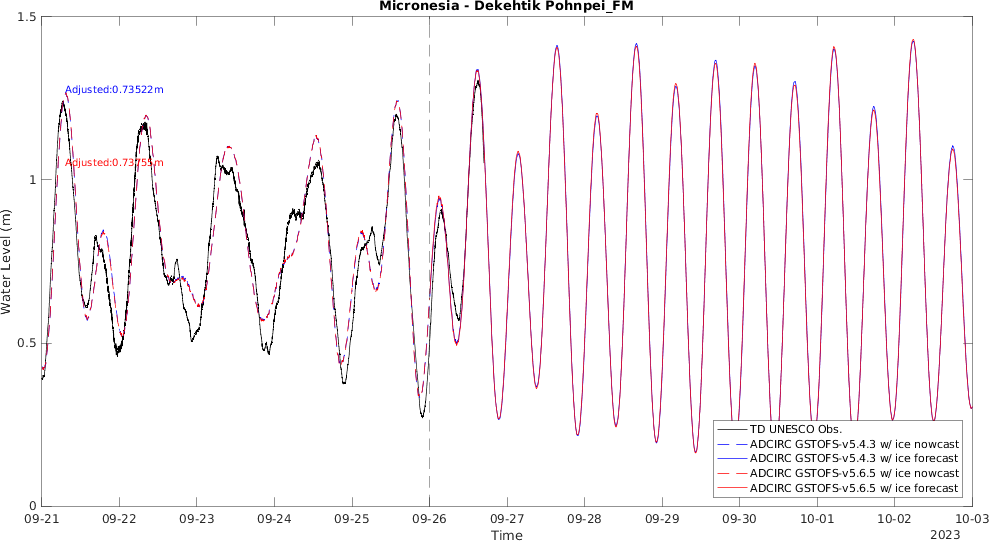 Micronesia - Dekehtik Pohnpei_FM
1.5
1
0.5
0
Water Level (m)
Adjusted:0.73522m
Adjusted:0.73755m
TD UNESCO Obs.
ADCIRC GSTOFS-v5.4.3 w/ ice nowcast
ADCIRC GSTOFS-v5.4.3 w/ ice forecast
ADCIRC GSTOFS-v5.6.5 w/ ice nowcast
ADCIRC GSTOFS-v5.6.5 w/ ice forecast
09-21 09-22 09-23 09-24 09-25 09-26 09-27 09-28 09-29 09-30 10-01 10-02 10-03
Time
2023